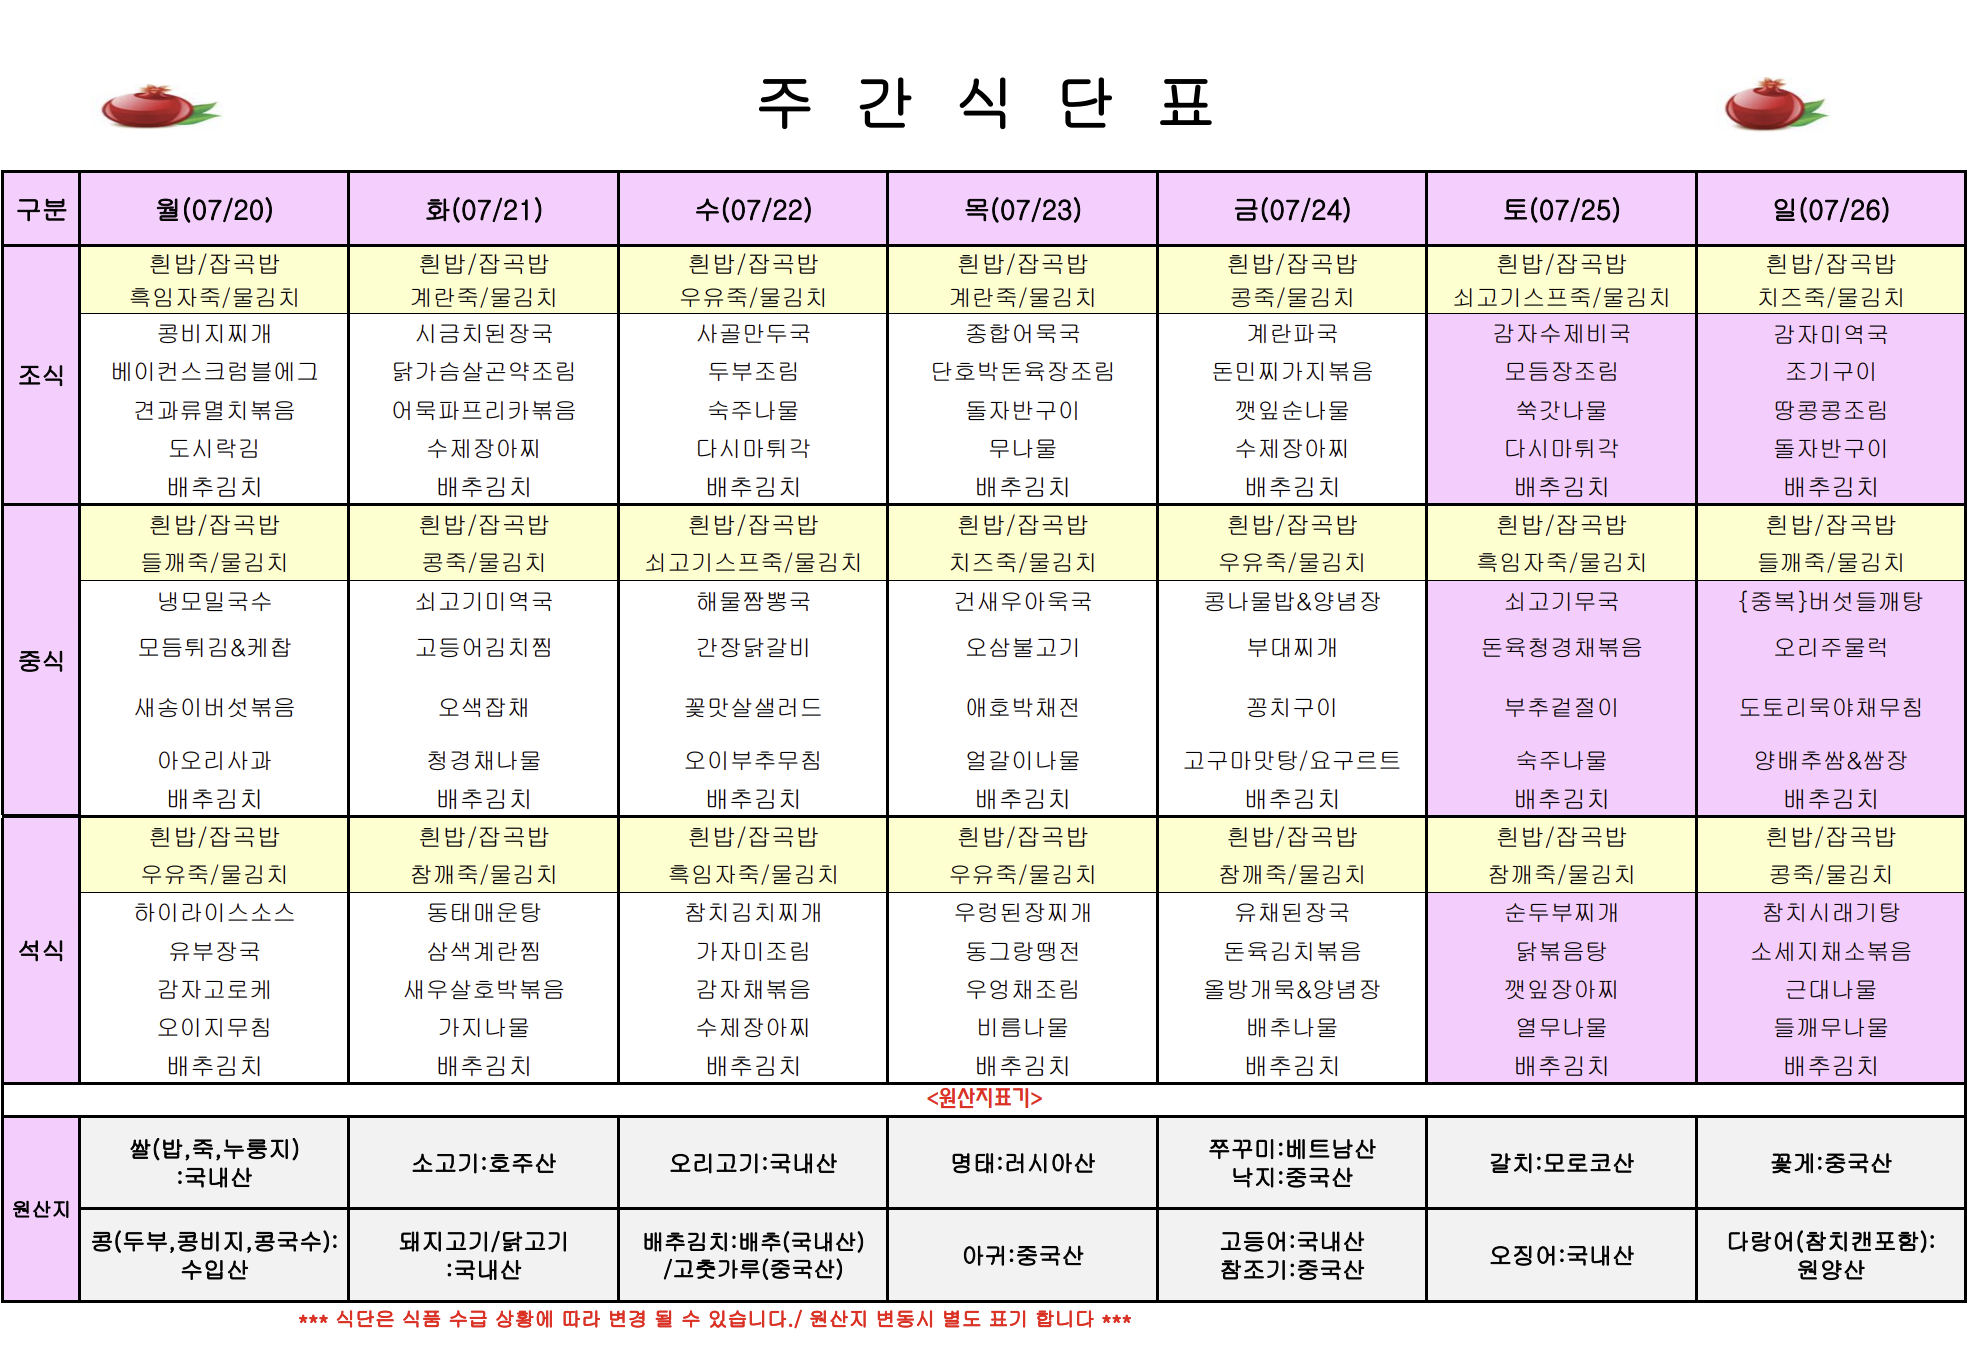 주 간 식 단 표
구분 월(07/20) 화(07/21) 수(07/22) 목(07/23) 금(07/24) 토(07/25) 일(07/26)
조식
흰밥/잡곡밥 흰밥/잡곡밥 흰밥/잡곡밥 흰밥/잡곡밥 흰밥/잡곡밥 흰밥/잡곡밥 흰밥/잡곡밥
흑임자죽/물김치 계란죽/물김치 우유죽/물김치 계란죽/물김치 콩죽/물김치 쇠고기스프죽/물김치 치즈죽/물김치
콩비지찌개 시금치된장국 사골만두국 종합어묵국 계란파국 감자수제비국 감자미역국
베이컨스크럼블에그 닭가슴살곤약조림 두부조림 단호박돈육장조림 돈민찌가지볶음 모듬장조림 조기구이
견과류멸치볶음 어묵파프리카볶음 숙주나물 돌자반구이 깻잎순나물 쑥갓나물 땅콩콩조림
도시락김 수제장아찌 다시마튀각 무나물 수제장아찌 다시마튀각 돌자반구이
배추김치 배추김치 배추김치 배추김치 배추김치 배추김치 배추김치
중식
흰밥/잡곡밥 흰밥/잡곡밥 흰밥/잡곡밥 흰밥/잡곡밥 흰밥/잡곡밥 흰밥/잡곡밥 흰밥/잡곡밥
들깨죽/물김치 콩죽/물김치 쇠고기스프죽/물김치 치즈죽/물김치 우유죽/물김치 흑임자죽/물김치 들깨죽/물김치
냉모밀국수 쇠고기미역국 해물짬뽕국 건새우아욱국 콩나물밥&양념장 쇠고기무국 {중복}버섯들깨탕
모듬튀김&케찹 고등어김치찜 간장닭갈비 오삼불고기 부대찌개 돈육청경채볶음 오리주물럭
새송이버섯볶음 오색잡채 꽃맛살샐러드 애호박채전 꽁치구이 부추겉절이 도토리묵야채무침
아오리사과 청경채나물 오이부추무침 얼갈이나물 고구마맛탕/요구르트 숙주나물 양배추쌈&쌈장
배추김치 배추김치 배추김치 배추김치 배추김치 배추김치 배추김치
석식
흰밥/잡곡밥 흰밥/잡곡밥 흰밥/잡곡밥 흰밥/잡곡밥 흰밥/잡곡밥 흰밥/잡곡밥 흰밥/잡곡밥
우유죽/물김치 참깨죽/물김치 흑임자죽/물김치 우유죽/물김치 참깨죽/물김치 참깨죽/물김치 콩죽/물김치
하이라이스소스 동태매운탕 참치김치찌개 우렁된장찌개 유채된장국 순두부찌개 참치시래기탕
유부장국 삼색계란찜 가자미조림 동그랑땡전 돈육김치볶음 닭볶음탕 소세지채소볶음
감자고로케 새우살호박볶음 감자채볶음 우엉채조림 올방개묵&양념장 깻잎장아찌 근대나물
오이지무침 가지나물 수제장아찌 비름나물 배추나물 열무나물 들깨무나물
배추김치 배추김치 배추김치 배추김치 배추김치 배추김치 배추김치
<원산지표기>
원산지
쌀(밥,죽,누룽지)
:국내산
소고기:호주산
오리고기:국내산
명태:러시아산
쭈꾸미:베트남산
낙지:중국산
갈치:모로코산
꽃게:중국산
콩(두부,콩비지,콩국수):
수입산
돼지고기/닭고기
:국내산
배추김치:배추(국내산)
/고춧가루(중국산)
아귀:중국산
고등어:국내산
참조기:중국산
오징어:국내산
다랑어(참치캔포함):
원양산
*** 식단은 식품 수급 상황에 따라 변경 될 수 있습니다./ 원산지 변동시 별도 표기 합니다 ***